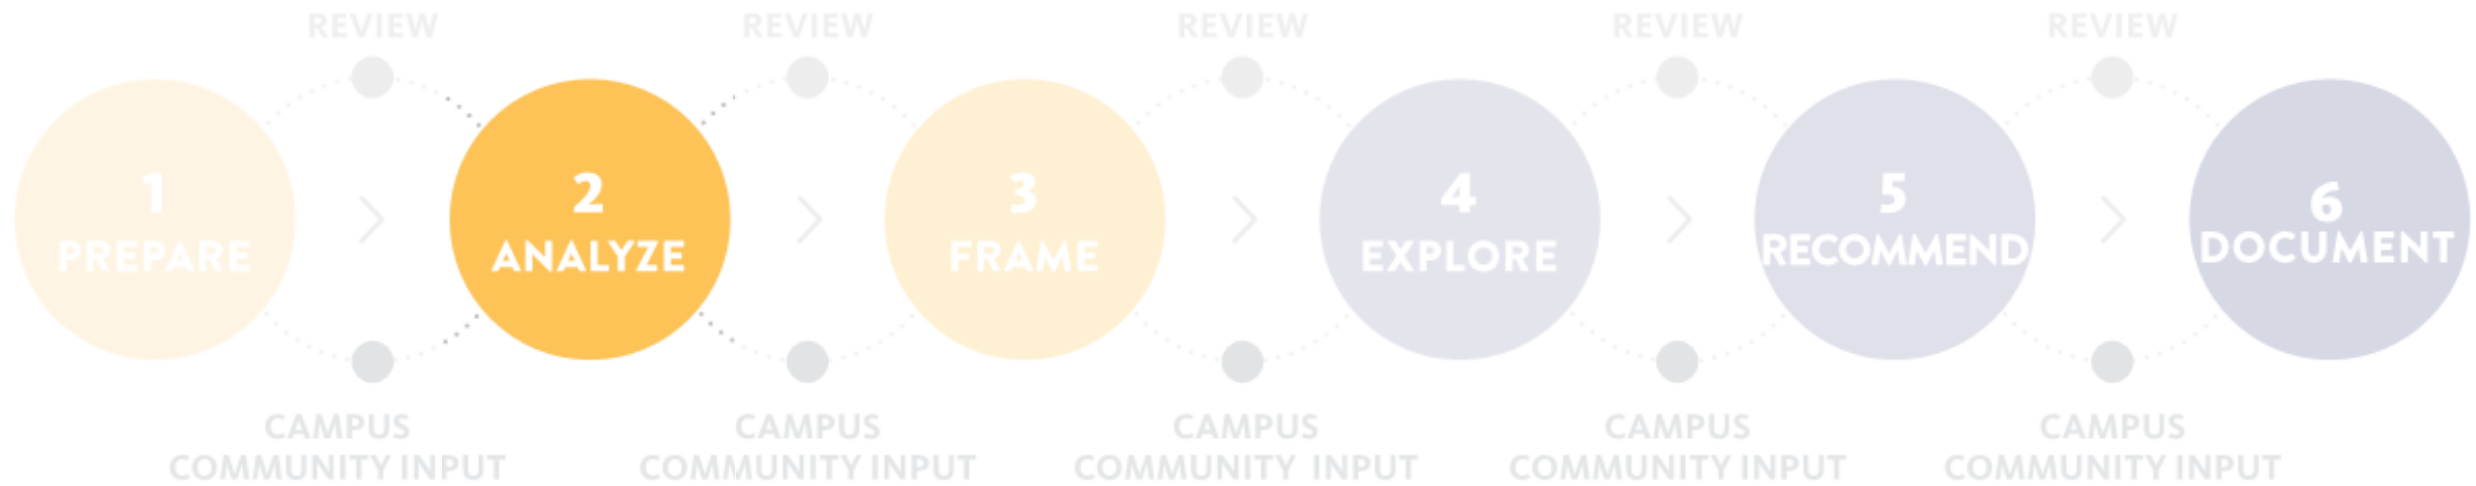 REVIEW
REVIEW
REVIEW
REVIEW
REVIEW
1
PREPARE
2
ANALYZE
3
FRAME
4
EXPLORE
5
RECOMMEND
6
DOCUMENT
CAMPUS
COMMUNITY INPUT
CAMPUS
COMMUNITY INPUT
CAMPUS
COMMUNITY INPUT
CAMPUS
COMMUNITY INPUT
CAMPUS
COMMUNITY INPUT